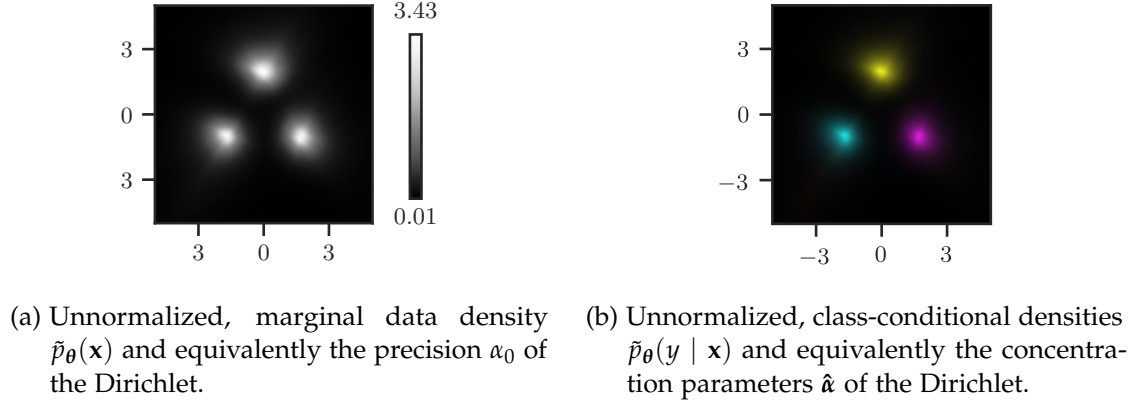 3.43
3
0
3
0.01
3
0
3
3
0
−3
−3
0
3
(a) Unnormalized, marginal data density
p̃θ(x) and equivalently the precision α0 of
the Dirichlet.
(b) Unnormalized, class-conditional densities
p̃θ(y | x) and equivalently the concentra-
tion parameters α̂ of the Dirichlet.